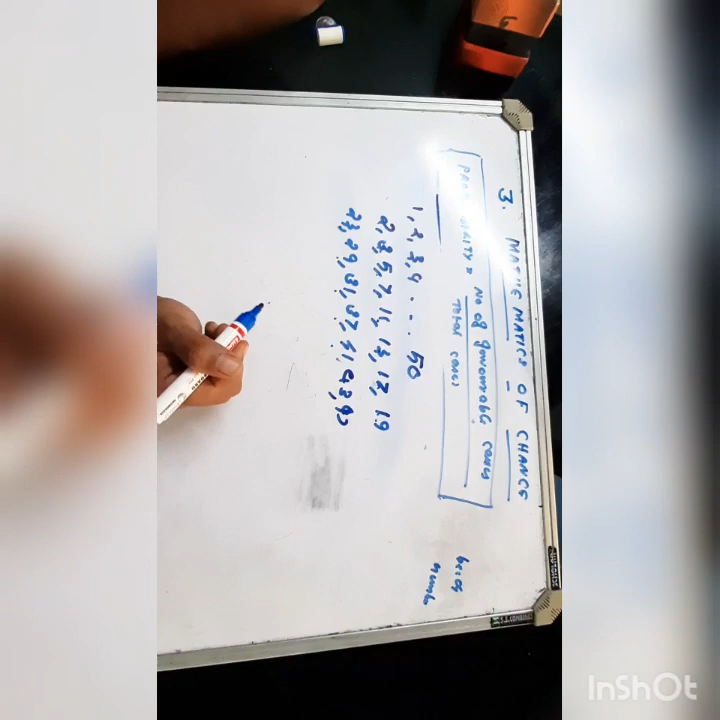 3. MATHEMATICS OF CHANCE
PROBABILITY = No of favourable cases
Total cases
1, 2, 3, 4 . . . 50
2, 3, 5, 7, 11, 13, 17, 19
23, 29, 31, 37, 41, 43, 47
InShOt